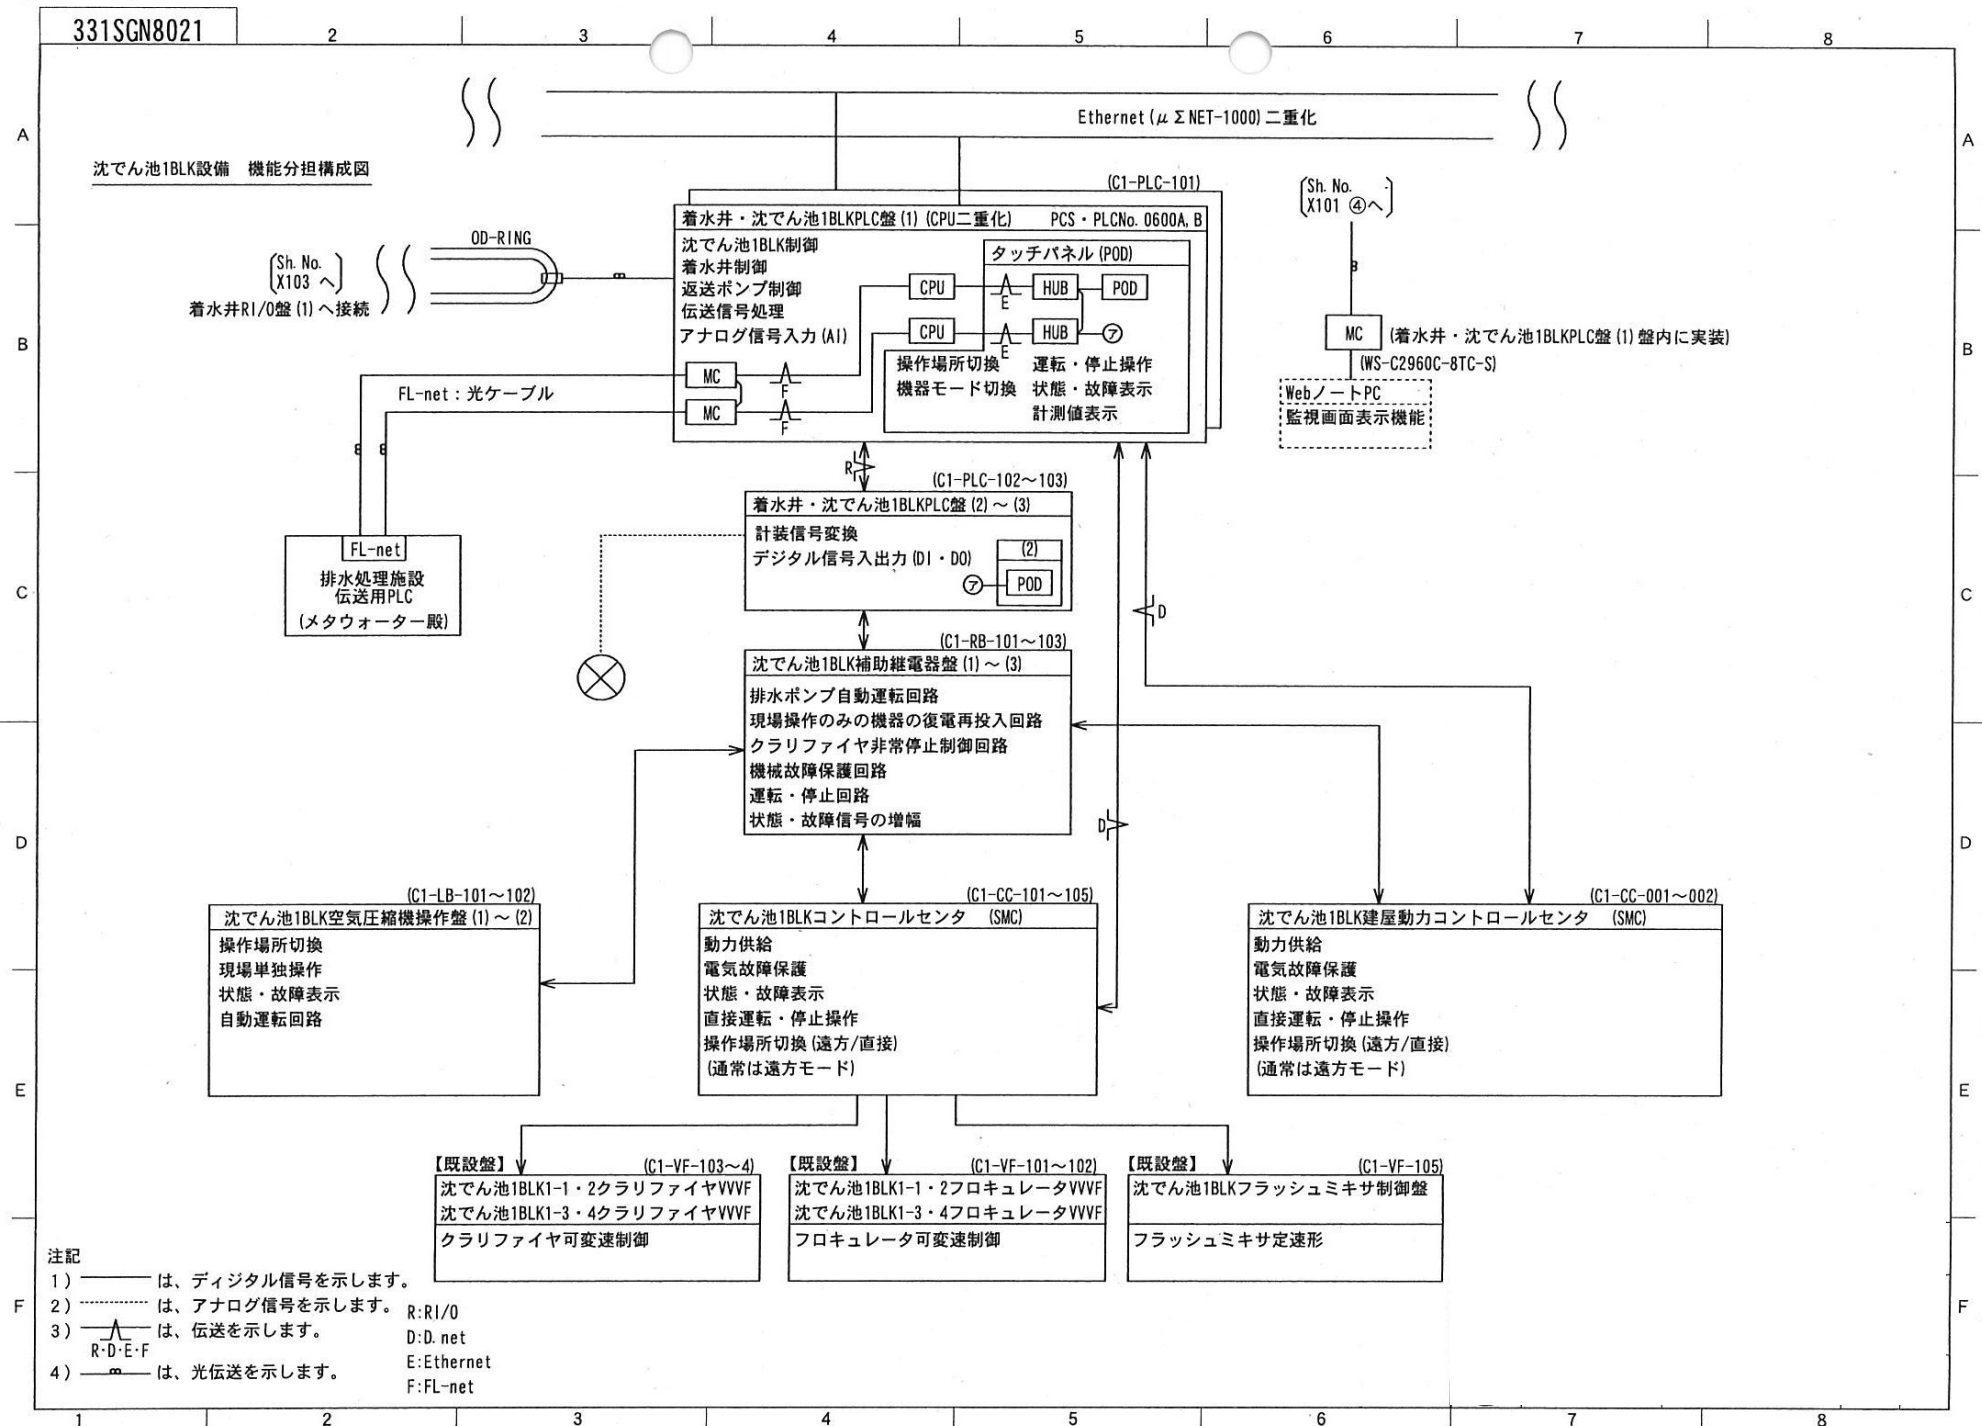 331SGN8021
2 3 4 5 6 7 8
A
A
Ethernet(μΣNET-1000)二重化
沈でん池1BLK設備 機能分担構成図
(C1-PLC-101)
着水井・沈でん池1BLKPLC盤(1)(CPU二重化) PCS・PLCNo. 0600A, B
沈でん池1BLK制御
着水井制御
返送ポンプ制御
伝送信号処理
アナログ信号入力(AI)
タッチパネル(POD)
CPU
E
HUB
POD
CPU
E
HUB
ア
操作場所切換 運転・停止操作
機器モード切換 状態・故障表示
計測値表示
MC
F
MC
F
OD-RING
Sh. No.
X103 へ
着水井RI/O盤(1)へ接続
FL-net:光ケーブル
Sh. No.
X101 ④へ
MC
(着水井・沈でん池1BLKPLC盤(1)盤内に実装)
(WS-C2960C-8TC-S)
WebノートPC
監視画面表示機能
B
B
R
(C1-PLC-102～103)
着水井・沈でん池1BLKPLC盤(2)～(3)
計装信号変換
デジタル信号入出力(DI・DO)
(2)
ア
POD
FL-net
排水処理施設
伝送用PLC
(メタウォーター殿)
C
C
D
(C1-RB-101～103)
沈でん池1BLK補助継電器盤(1)～(3)
排水ポンプ自動運転回路
現場操作のみの機器の復電再投入回路
クラリファイヤ非常停止制御回路
機械故障保護回路
運転・停止回路
状態・故障信号の増幅
D
D
D
(C1-LB-101～102)
沈でん池1BLK空気圧縮機操作盤(1)～(2)
操作場所切換
現場単独操作
状態・故障表示
自動運転回路
(C1-CC-101～105)
沈でん池1BLKコントロールセンタ (SMC)
動力供給
電気故障保護
状態・故障表示
直接運転・停止操作
操作場所切換(遠方/直接)
(通常は遠方モード)
(C1-CC-001～002)
沈でん池1BLK建屋動力コントロールセンタ (SMC)
動力供給
電気故障保護
状態・故障表示
直接運転・停止操作
操作場所切換(遠方/直接)
(通常は遠方モード)
E
E
【既設盤】 (C1-VF-103～4)
沈でん池1BLK1-1・2クラリファイヤVVVF
沈でん池1BLK1-3・4クラリファイヤVVVF
クラリファイヤ可変速制御
【既設盤】 (C1-VF-101～102)
沈でん池1BLK1-1・2フロキュレータVVVF
沈でん池1BLK1-3・4フロキュレータVVVF
フロキュレータ可変速制御
【既設盤】 (C1-VF-105)
沈でん池1BLKフラッシュミキサ制御盤
フラッシュミキサ定速形
F
F
注記
1) は、ディジタル信号を示します。
2) は、アナログ信号を示します。
3) は、伝送を示します。
R・D・E・F
4) は、光伝送を示します。
R:RI/O
D:D.net
E:Ethernet
F:FL-net
1 2 3 4 5 6 7 8